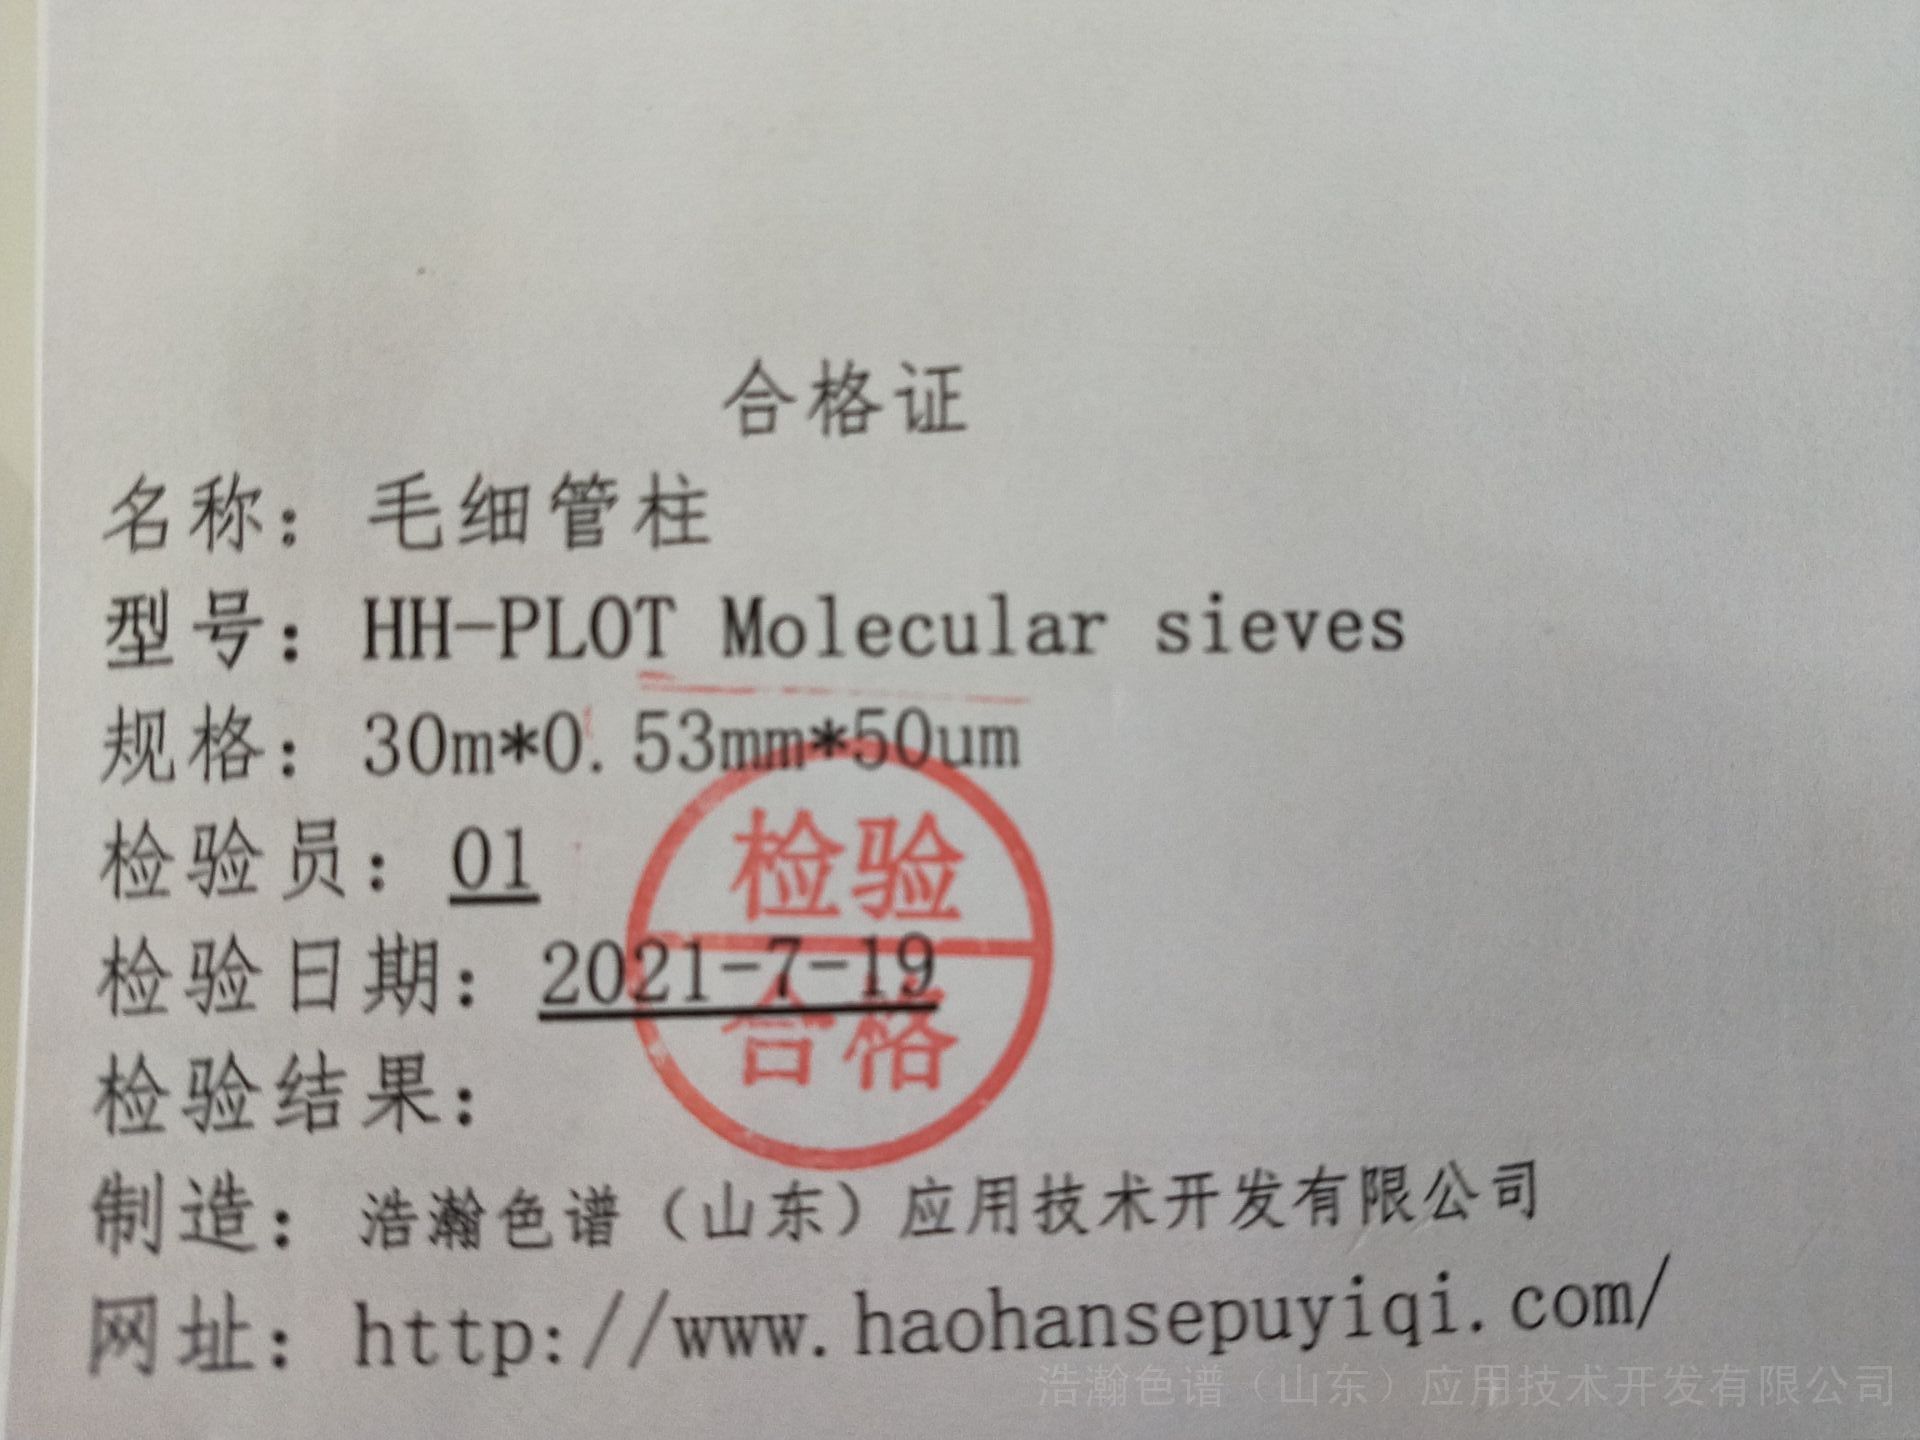 合格证
名称：毛细管柱
型号：HH-PLOT Molecular sieves
规格：30m*0.53mm*50um
检验员：01
检验日期：2021-7-19
检验结果：
检验
合格
制造：浩瀚色谱（山东）应用技术开发有限公司
网址：http://www.haohansepuyiqi.com/
浩瀚色谱（山东）应用技术开发有限公司